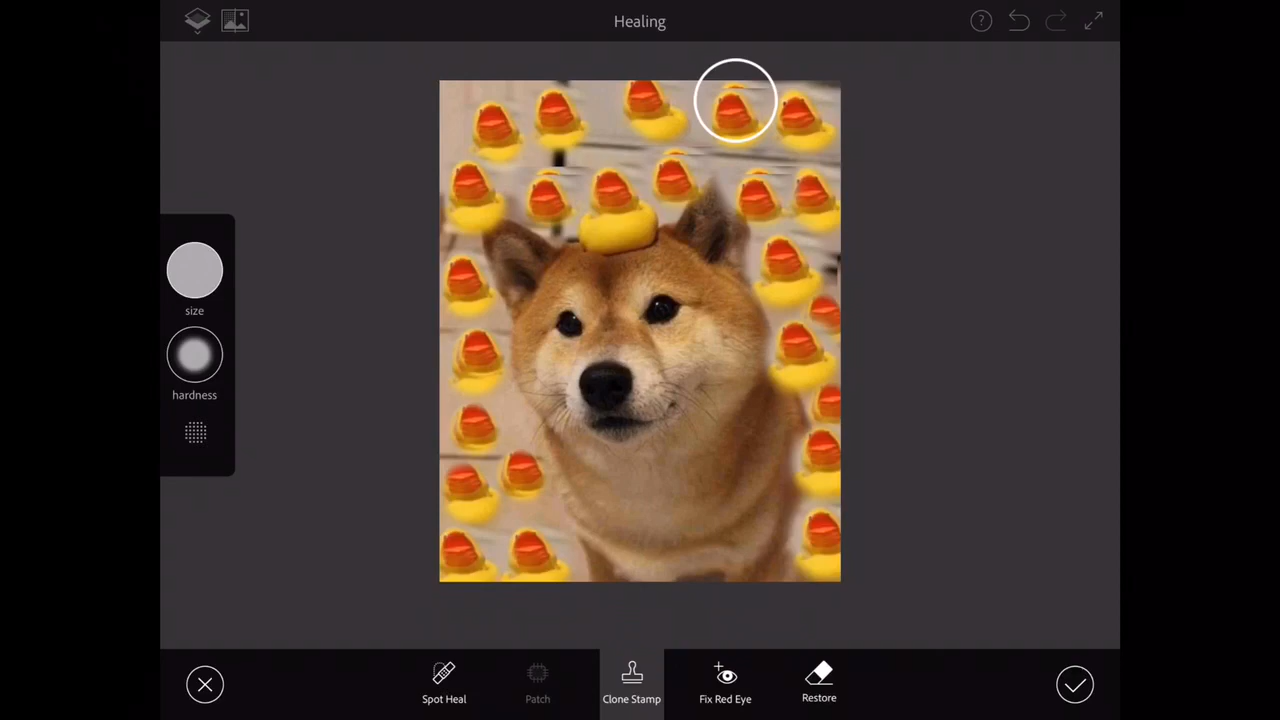 Healing
size
hardness
Spot Heal
Patch
Clone Stamp
Fix Red Eye
Restore